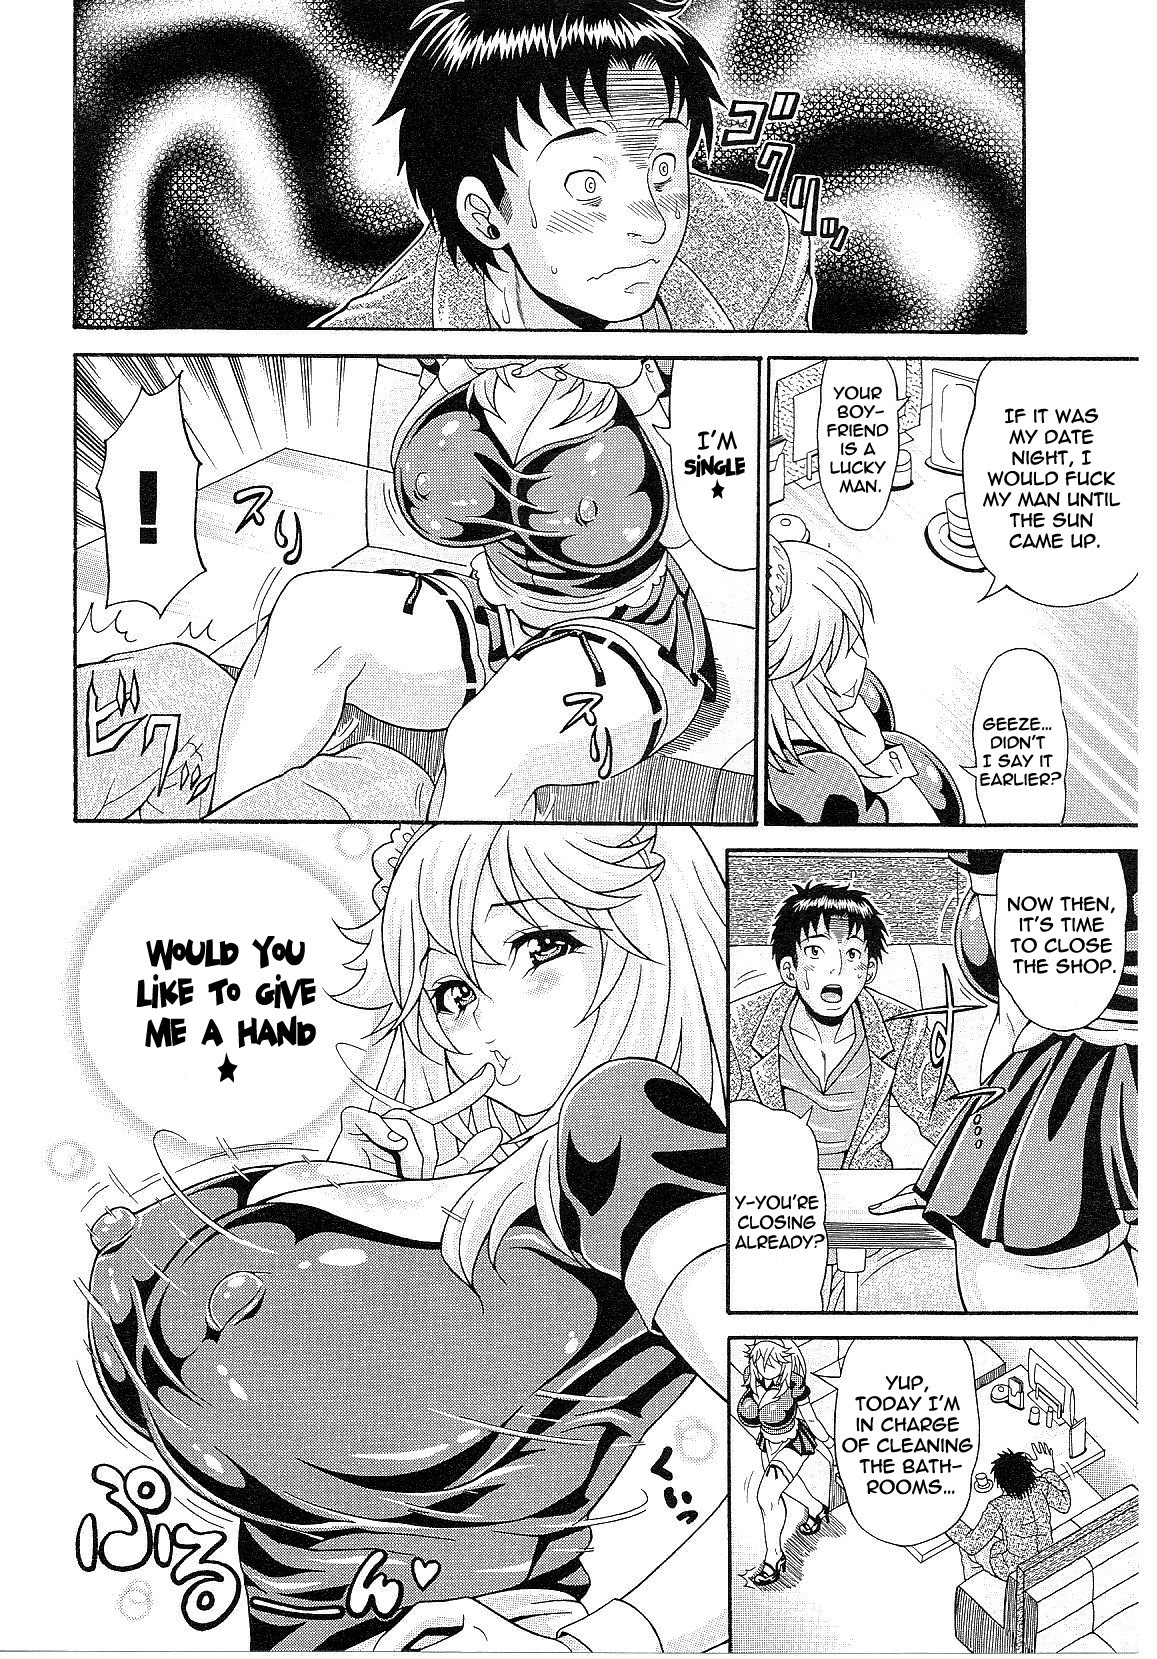 ゴクリッ
IF IT WAS
MY DATE
NIGHT, I
WOULD FUCK
MY MAN UNTIL
THE SUN
CAME UP.
YOUR
BOY-
FRIEND
IS A
LUCKY
MAN.
GEEZE...
DIDN'T
I SAY IT
EARLIER?
I'M
SINGLE
★
!
ズリ
ズリ
ビクッ
NOW THEN,
IT'S TIME
TO CLOSE
THE SHOP.
Y-YOU'RE
CLOSING
ALREADY?
YUP,
TODAY I'M
IN CHARGE
OF CLEANING
THE BATH-
ROOMS...
WOULD YOU
LIKE TO GIVE
ME A HAND
★
ぷるーん♡